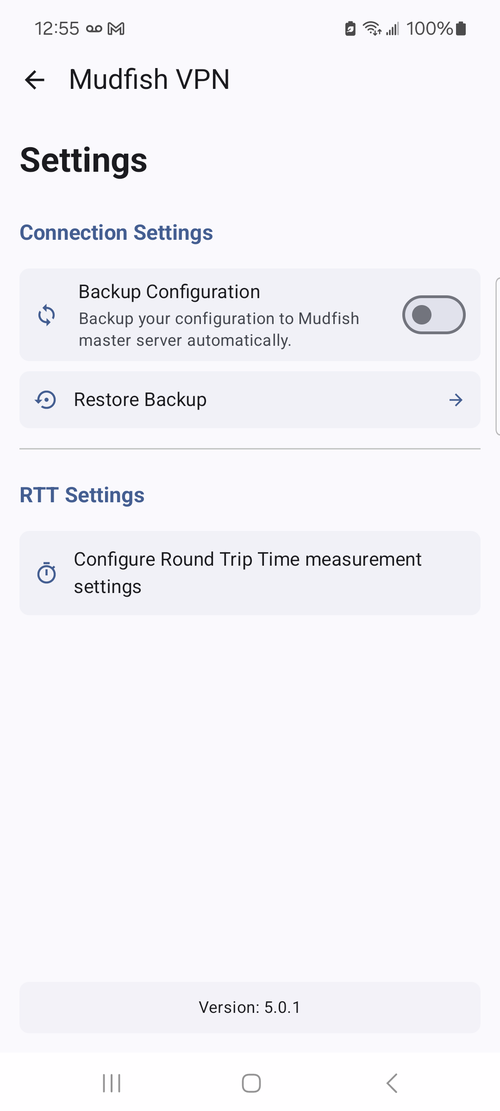 12:55
100%
Mudfish VPN
Settings
Connection Settings
Backup Configuration
Backup your configuration to Mudfish
master server automatically.
Restore Backup
RTT Settings
Configure Round Trip Time measurement
settings
Version: 5.0.1